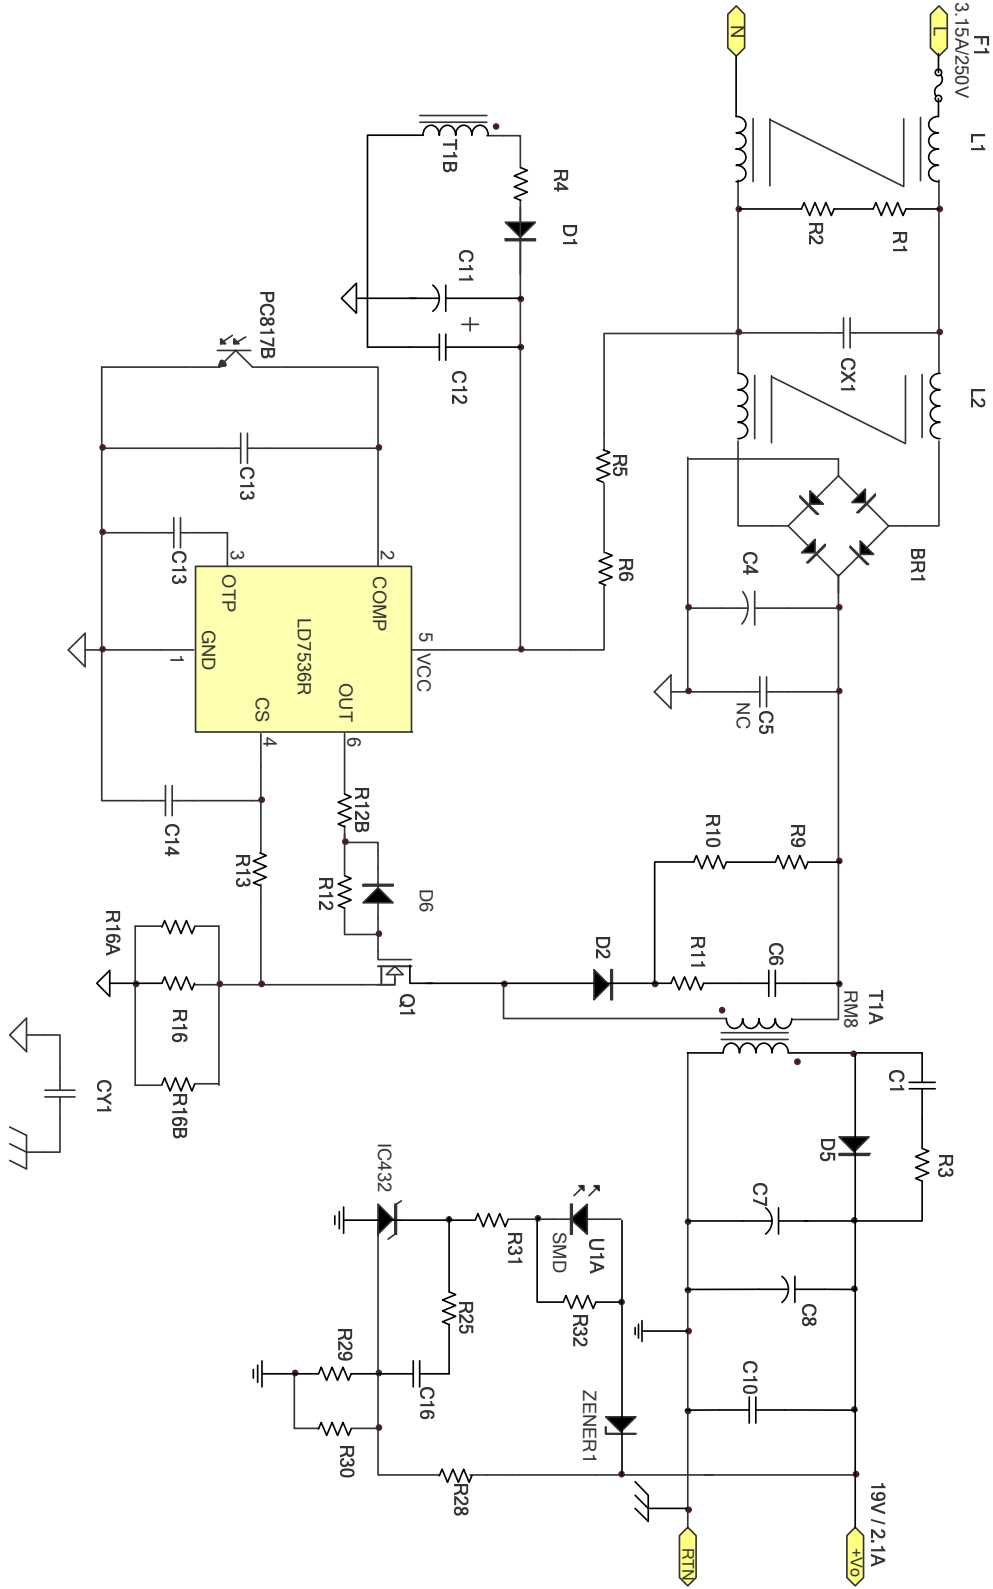 F1
3.15A/250V
L
N
L1
R1
R2
CX1
L2
BR1
C4
C5
NC
T1B
R4
D1
C11
+
C12
R5
R6
PC817B
C13
C13
2
3
COMP
OTP
LD7536R
5
VCC
GND
1
OUT
CS
6
4
C14
R12B
R12
R13
D6
Q1
R16A
R16
R16B
CY1
R9
R10
R11
C6
D2
T1A
RM8
C1
R3
D5
C7
C8
C10
IC432
R31
U1A
SMD
R32
R25
R29
C16
R30
ZENER1
R28
19V / 2.1A
+Vo
RTN